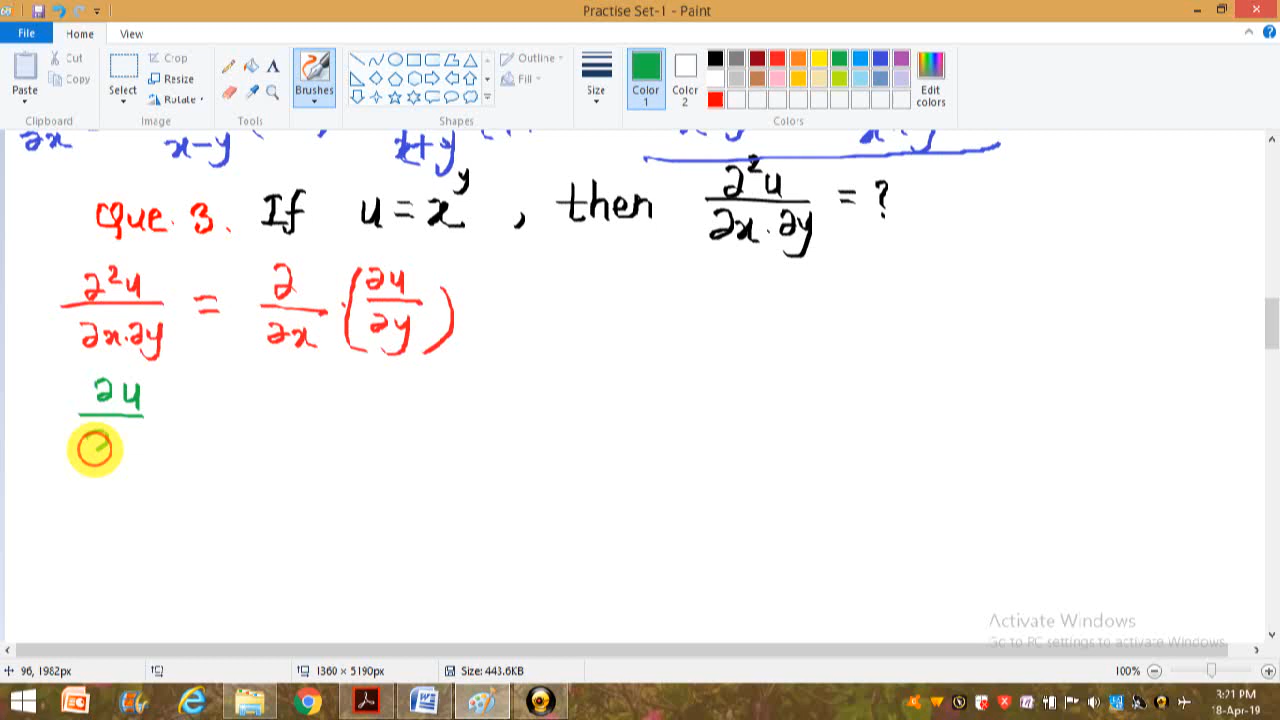 Practise Set-1 - Paint
File Home View
Paste Cut Copy Clipboard
Select Crop Resize Rotate Image
Tools
Brushes
Outline Fill Shapes
Size
Color 1 Color 2 Edit colors Colors
∂x x-y x+y
Que. 3. If u = x^y , then ∂²u/∂x.∂y = ?
∂²u/∂x.∂y = ∂/∂x (∂u/∂y)
∂u
Activate Windows
Go to PC settings to activate Windows.
96, 1982px 1360 × 5190px Size: 443.6KB 100%
3:21 PM
18-Apr-19